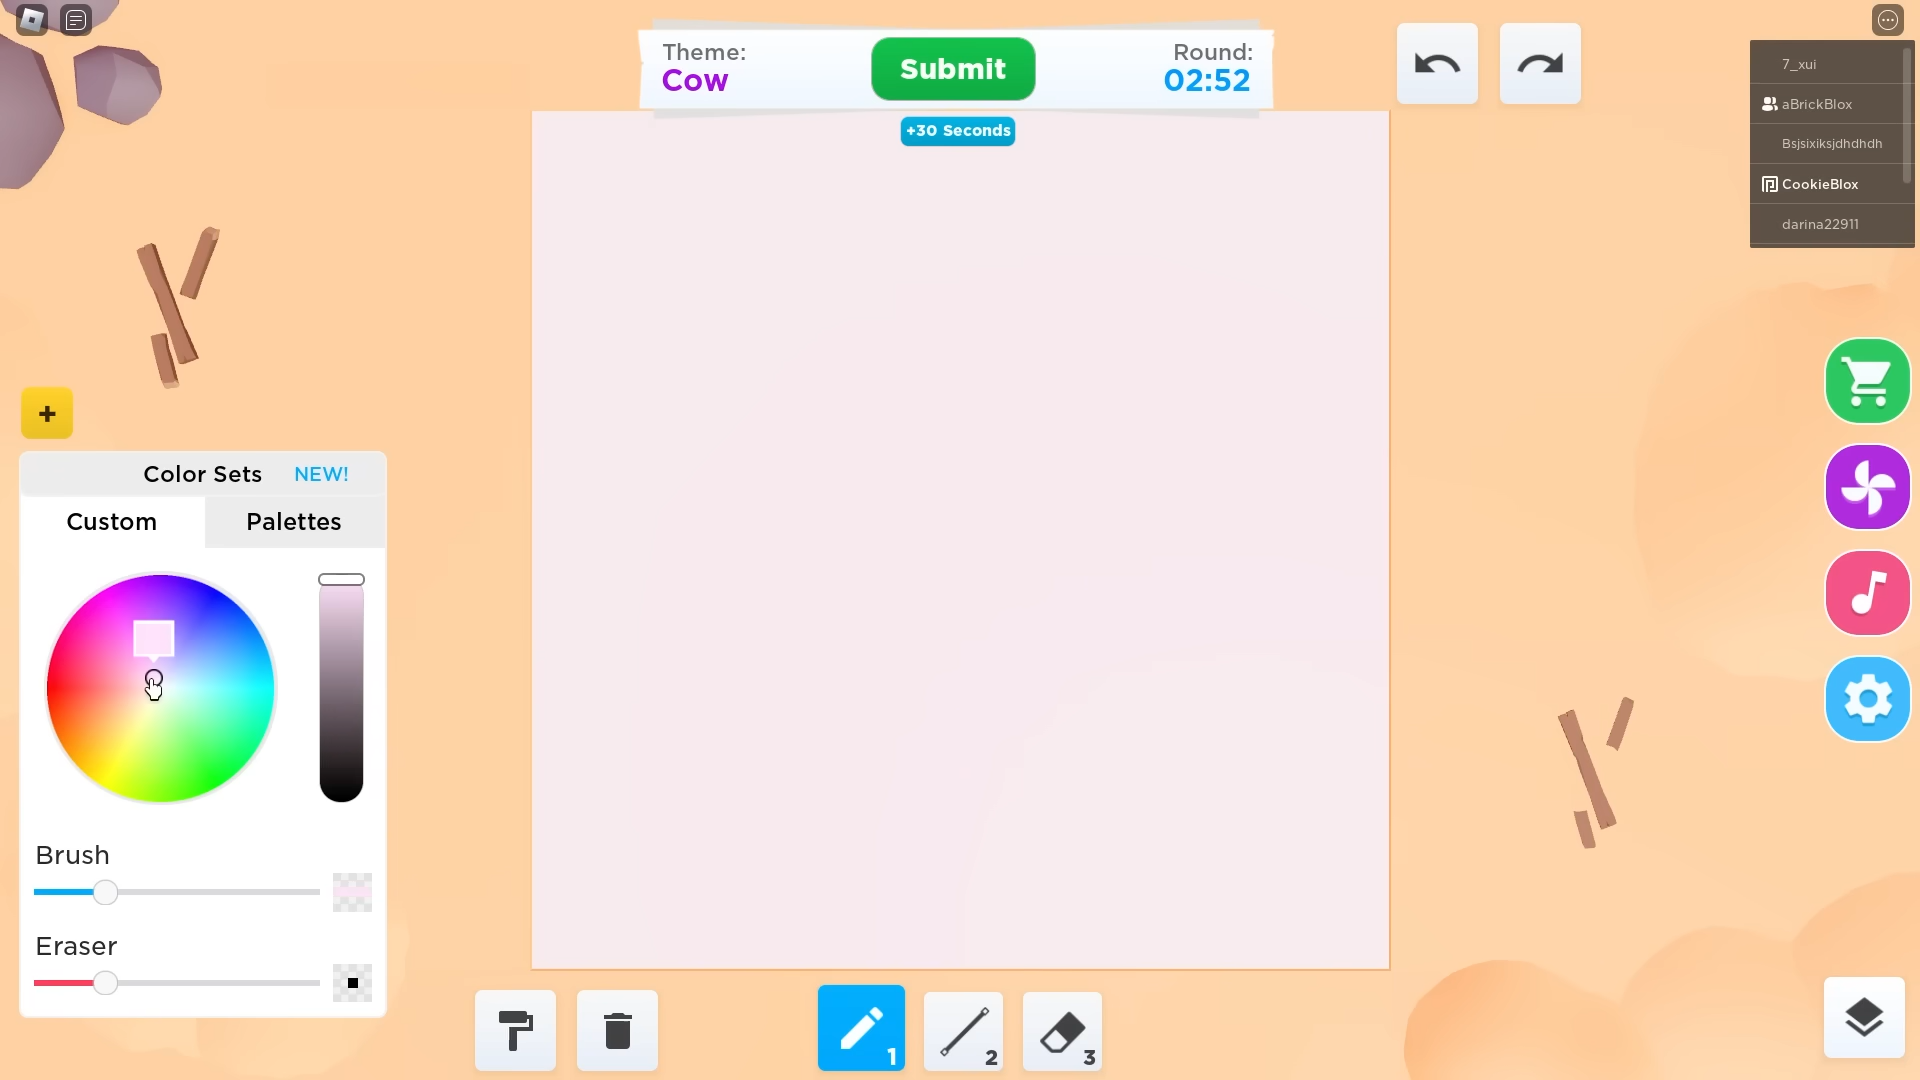 Theme:
Cow
Submit
Round:
02:52
+30 Seconds
7_xui
aBrickBlox
Bsjsixiksjdhdhdh
CookieBlox
darina22911
+
Color Sets NEW!
Custom Palettes
Brush
Eraser
1
2
3